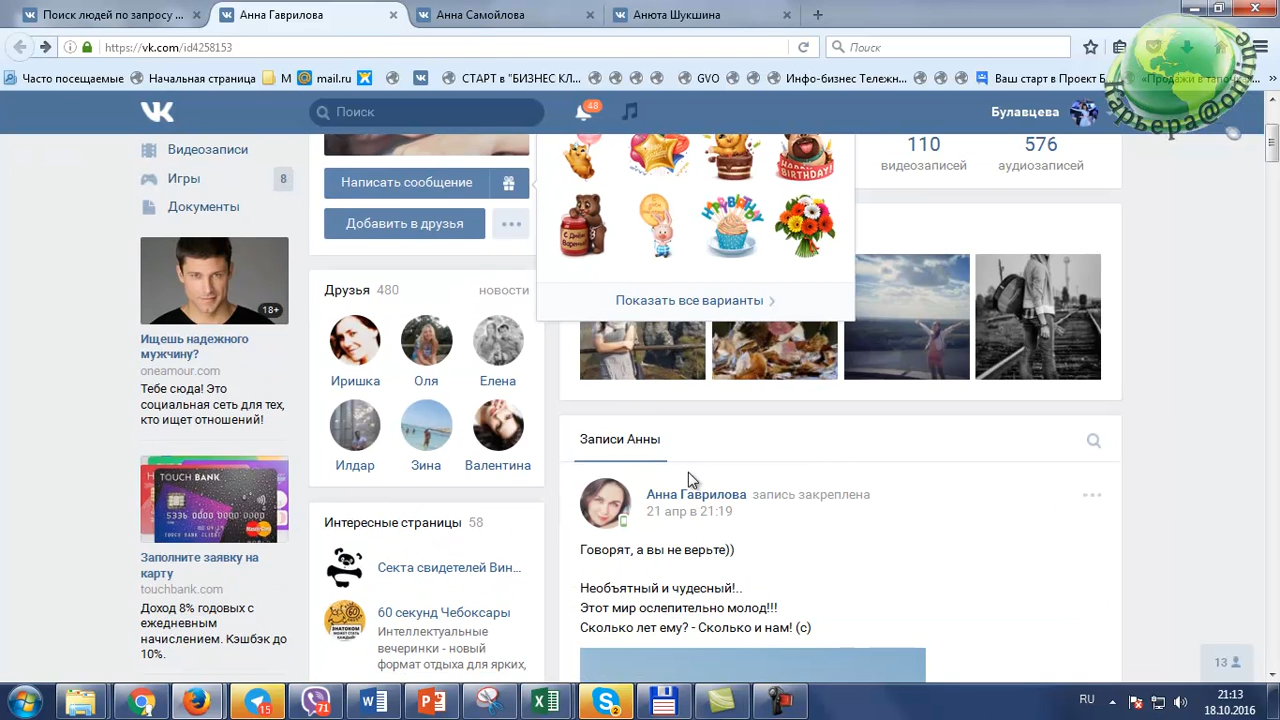 Поиск людей по запросу ...
Анна Гаврилова
Анна Самойлова
Анюта Шукшина
https://vk.com/id4258153
Поиск
Часто посещаемые
Начальная страница
М
mail.ru
СТАРТ в "БИЗНЕС КЛ...
GVO
Инфо-бизнес Тележн...
Ваш старт в Проект Б
«Продажи в тапочка...
Карьера@online
Поиск
48
Булавцева
Видеозаписи
Игры
8
Документы
18+
Ищешь надежного
мужчину?
oneamour.com
Тебе сюда! Это
социальная сеть для тех,
кто ищет отношений!
TOUCH BANK
Заполните заявку на
карту
touchbank.com
Доход 8% годовых с
ежедневным
начислением. Кэшбэк до
10%.
Написать сообщение
Добавить в друзья
Друзья 480
новости
Иришка
Оля
Елена
Илдар
Зина
Валентина
Интересные страницы 58
Секта свидетелей Вин...
60 секунд Чебоксары
Интеллектуальные
вечеринки - новый
формат отдыха для ярких,
BIRTHDAY!
Показать все варианты
110
видеозаписей
576
аудиозаписей
Записи Анны
Анна Гаврилова запись закреплена
21 апр в 21:19
Говорят, а вы не верьте))
Необъятный и чудесный!..
Этот мир ослепительно молод!!!
Сколько лет ему? - Сколько и нам! (с)
13
15
71
2
RU
21:13
18.10.2016